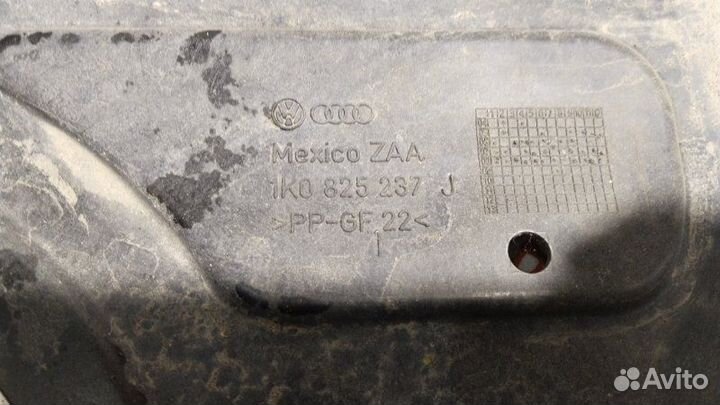 Mexico ZAA
1K0 825 237 J
>PP-GF 22<
Avito